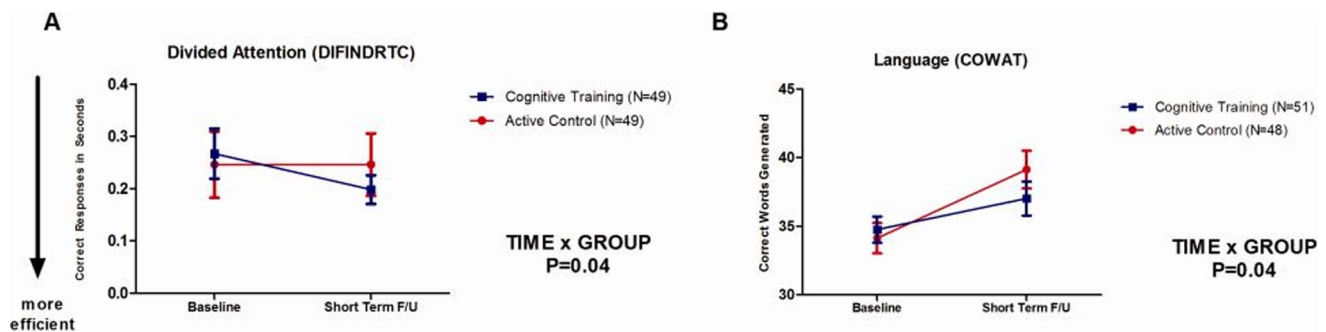 A
Divided Attention (DIFINDRTC)
Correct Responses in Seconds
0.4
0.3
0.2
0.1
0.0
Baseline
Short Term F/U
Cognitive Training (N=49)
Active Control (N=49)
TIME x GROUP
P=0.04
more
efficient
B
Language (COWAT)
Correct Words Generated
45
40
35
30
Baseline
Short Term F/U
Cognitive Training (N=51)
Active Control (N=48)
TIME x GROUP
P=0.04